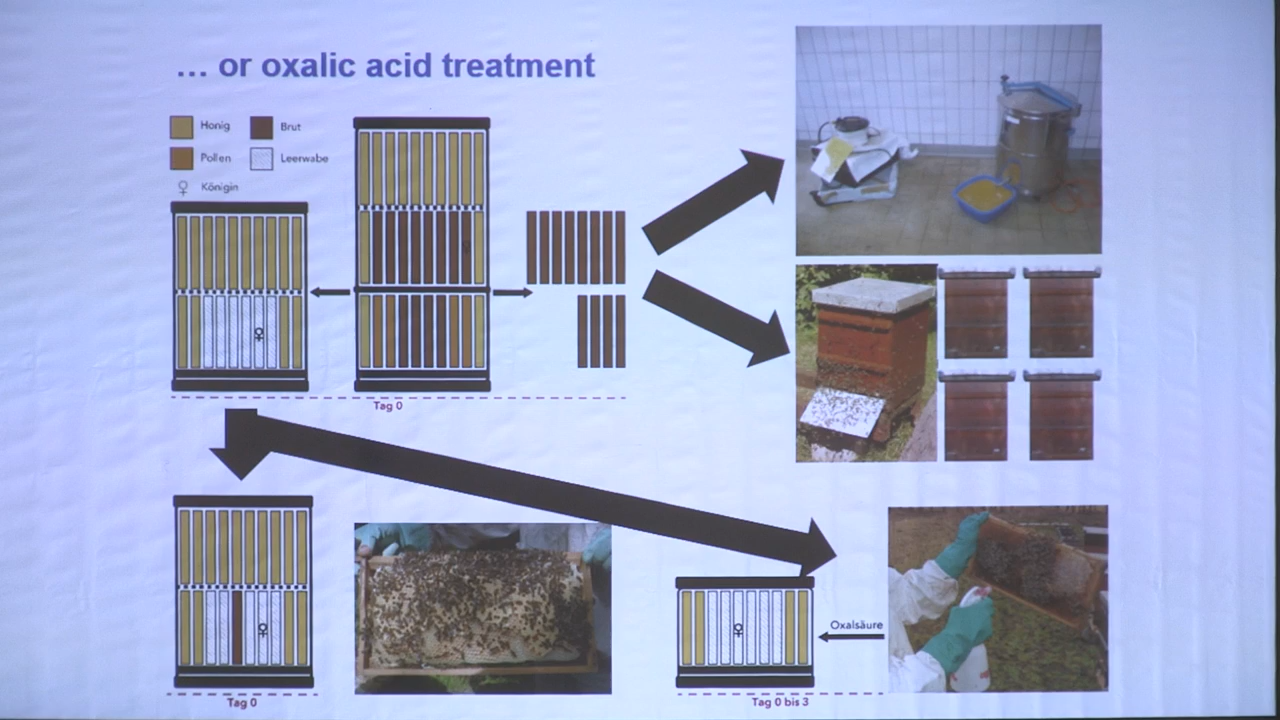 ... or oxalic acid treatment
Honig
Brut
Pollen
Leerwabe
♀ Königin
Tag 0
Tag 0
Oxalsäure
Tag 0 bis 3